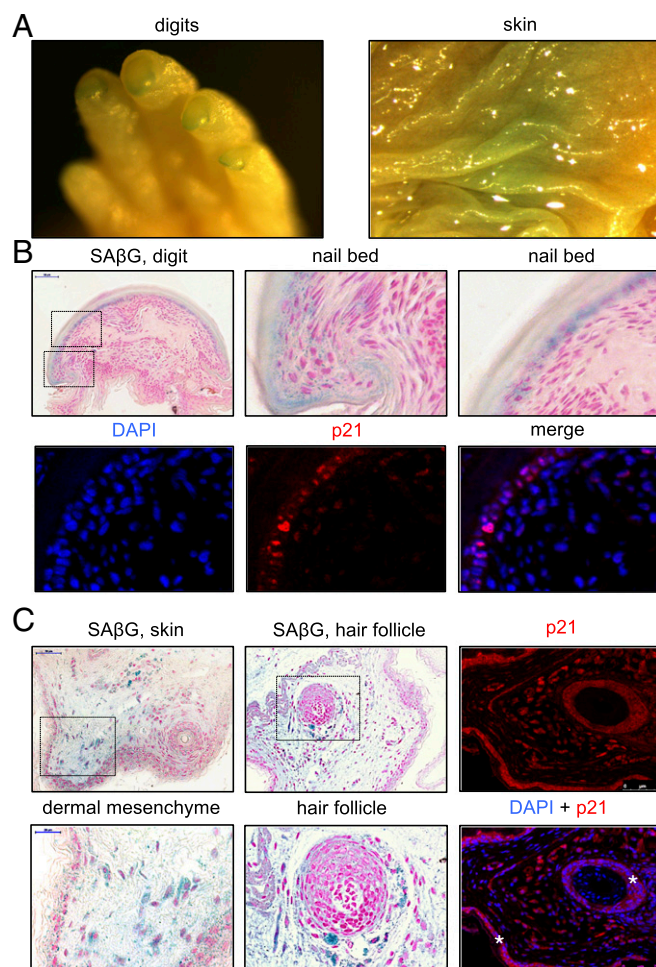 A
digits
skin
B
SAβG, digit
nail bed
nail bed
DAPI
p21
merge
C
SAβG, skin
SAβG, hair follicle
p21
dermal mesenchyme
hair follicle
DAPI + p21
*
*